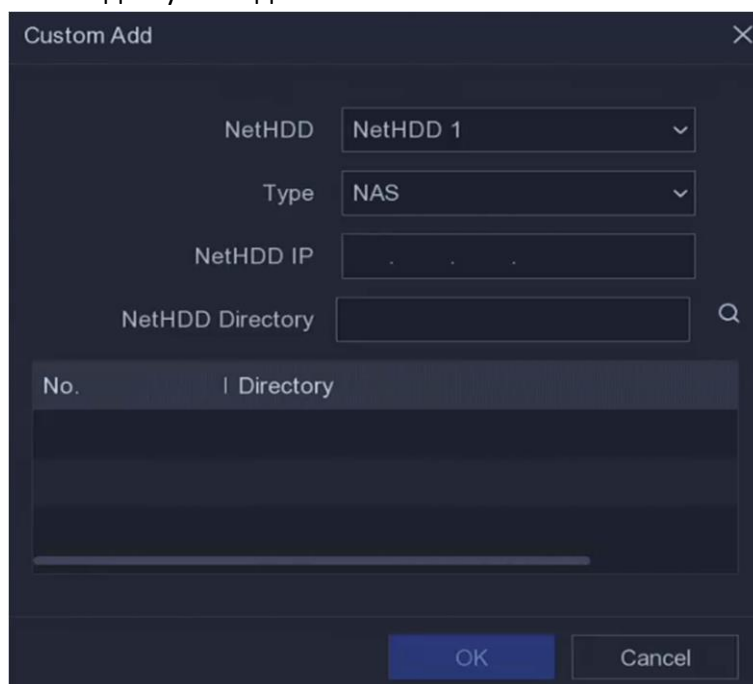 Custom Add
NetHDD NetHDD 1
Type NAS
NetHDD IP . . .
NetHDD Directory
No. | Directory
OK Cancel